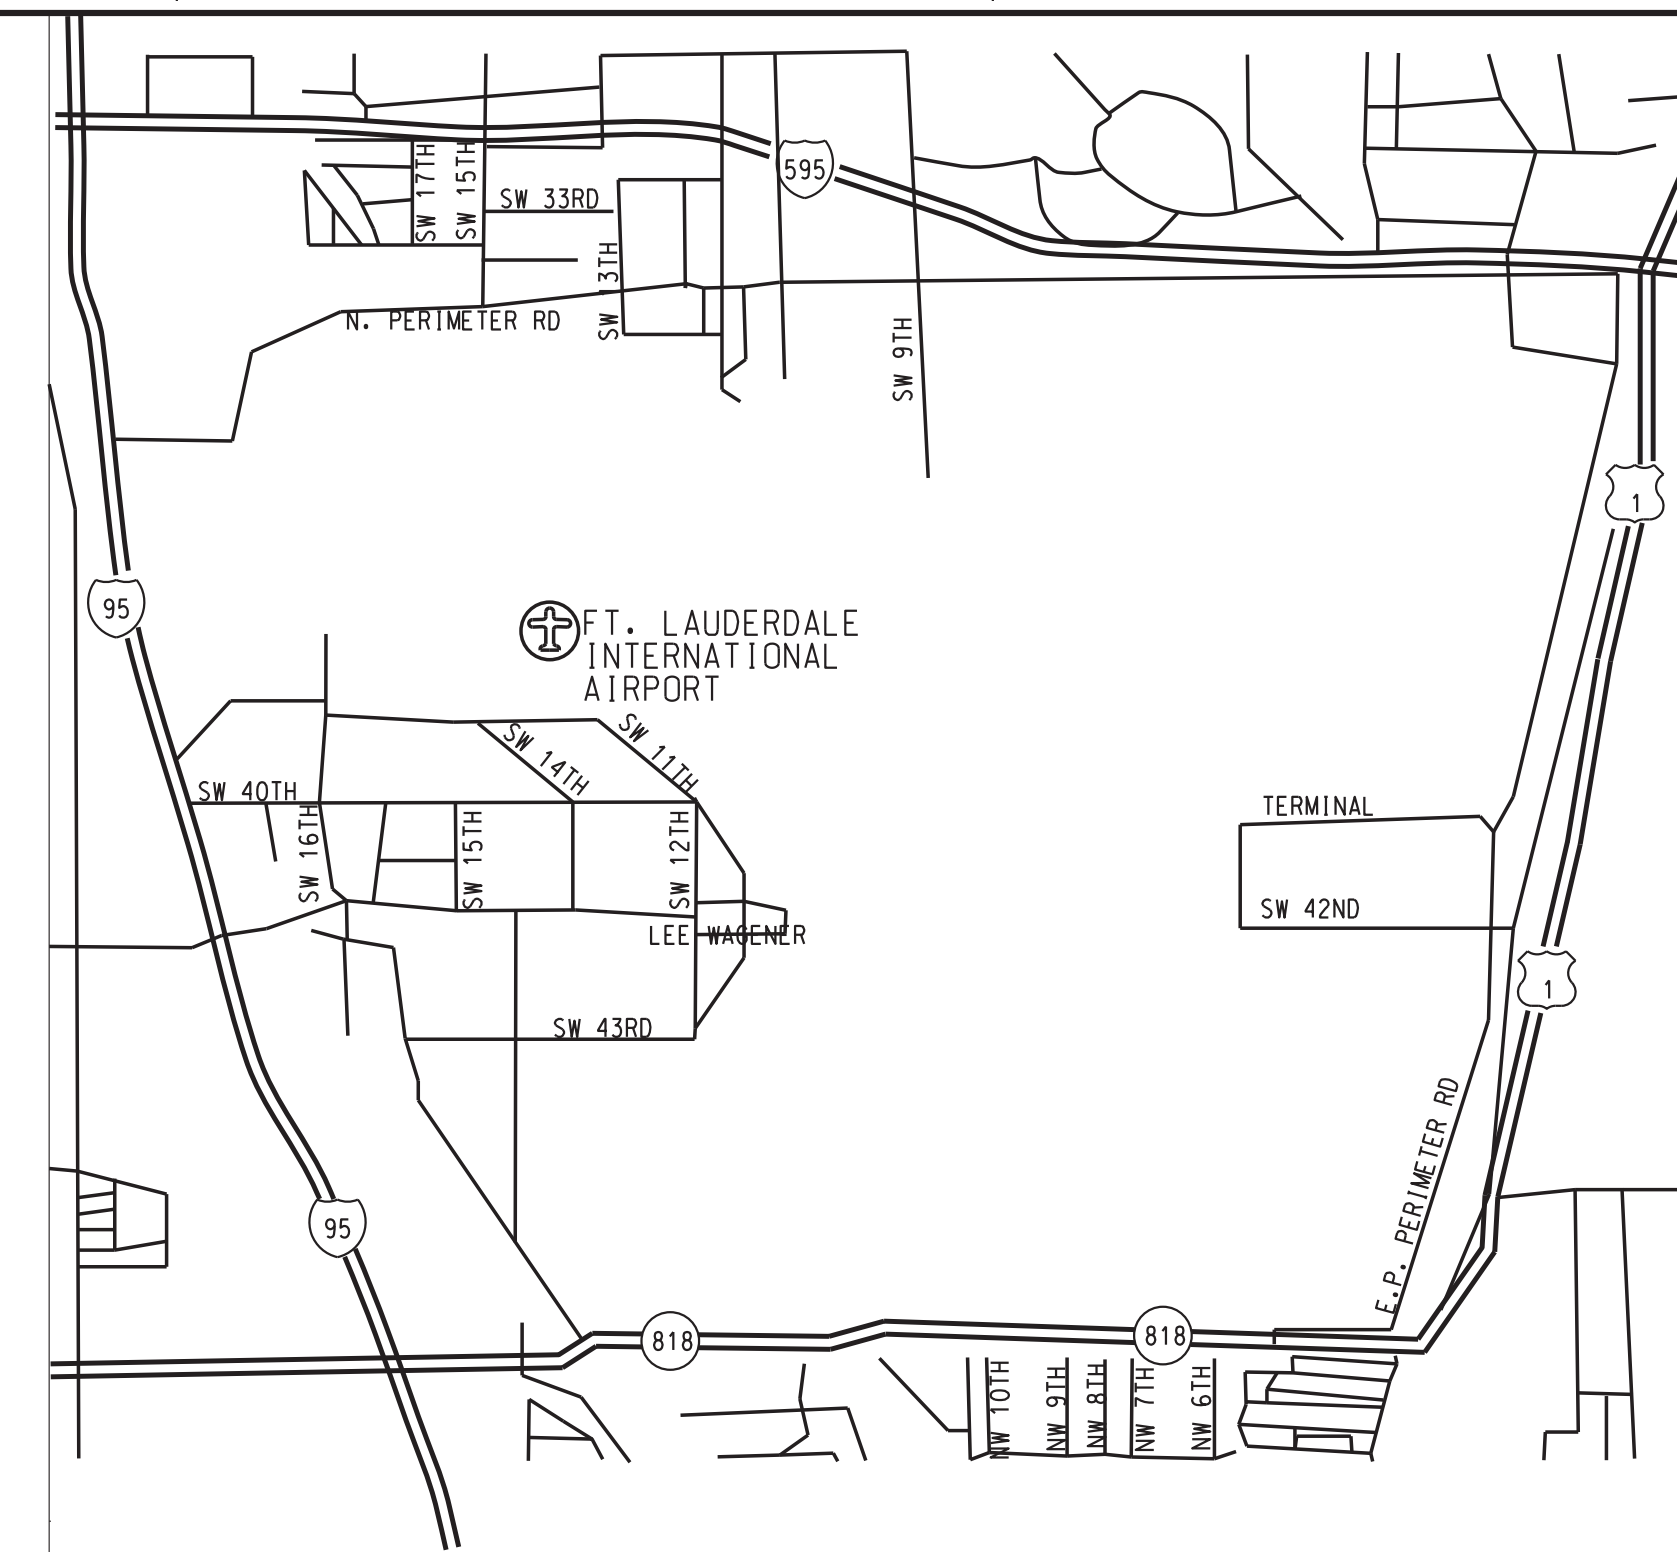 595
SW 17TH
SW 15TH
SW 33RD
SW 13TH
N. PERIMETER RD
SW 9TH
1
95
FT. LAUDERDALE
INTERNATIONAL
AIRPORT
SW 14TH
SW 11TH
SW 40TH
SW 16TH
SW 15TH
SW 12TH
TERMINAL
SW 42ND
LEE WAGENER
1
SW 43RD
E.P. PERIMETER RD
95
818
818
NW 10TH
NW 9TH
NW 8TH
NW 7TH
NW 6TH